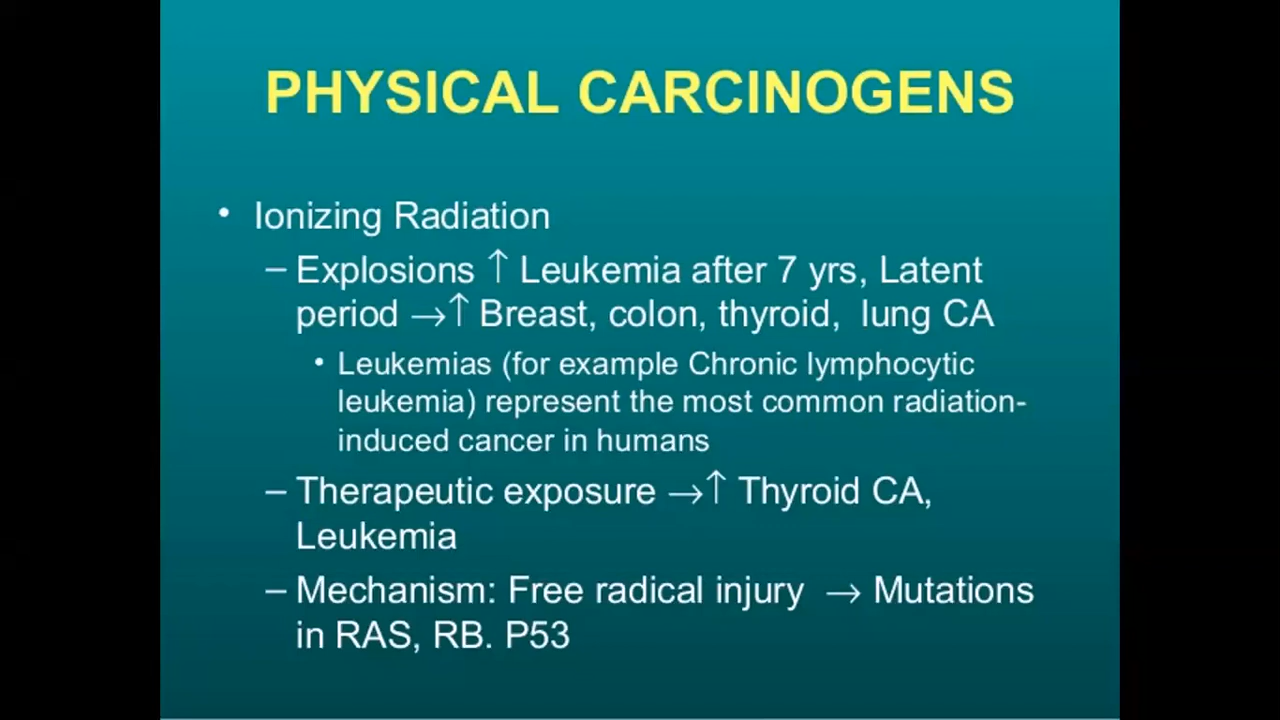 PHYSICAL CARCINOGENS
• Ionizing Radiation
– Explosions ↑ Leukemia after 7 yrs, Latent
period →↑ Breast, colon, thyroid, lung CA
• Leukemias (for example Chronic lymphocytic
leukemia) represent the most common radiation-
induced cancer in humans
– Therapeutic exposure →↑ Thyroid CA,
Leukemia
– Mechanism: Free radical injury → Mutations
in RAS, RB. P53